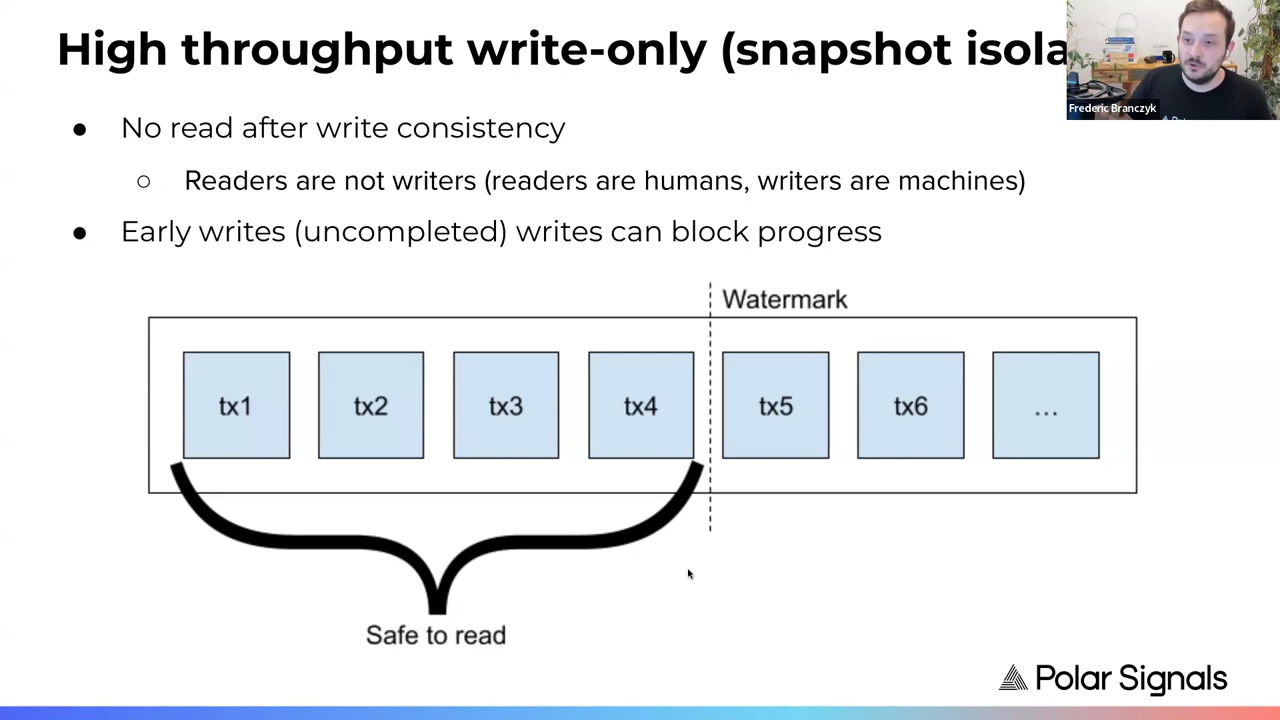 High throughput write-only (snapshot isola
Frederic Branczyk
● No read after write consistency
○ Readers are not writers (readers are humans, writers are machines)
● Early writes (uncompleted) writes can block progress
Watermark
tx1 tx2 tx3 tx4 tx5 tx6 ...
Safe to read
Polar Signals